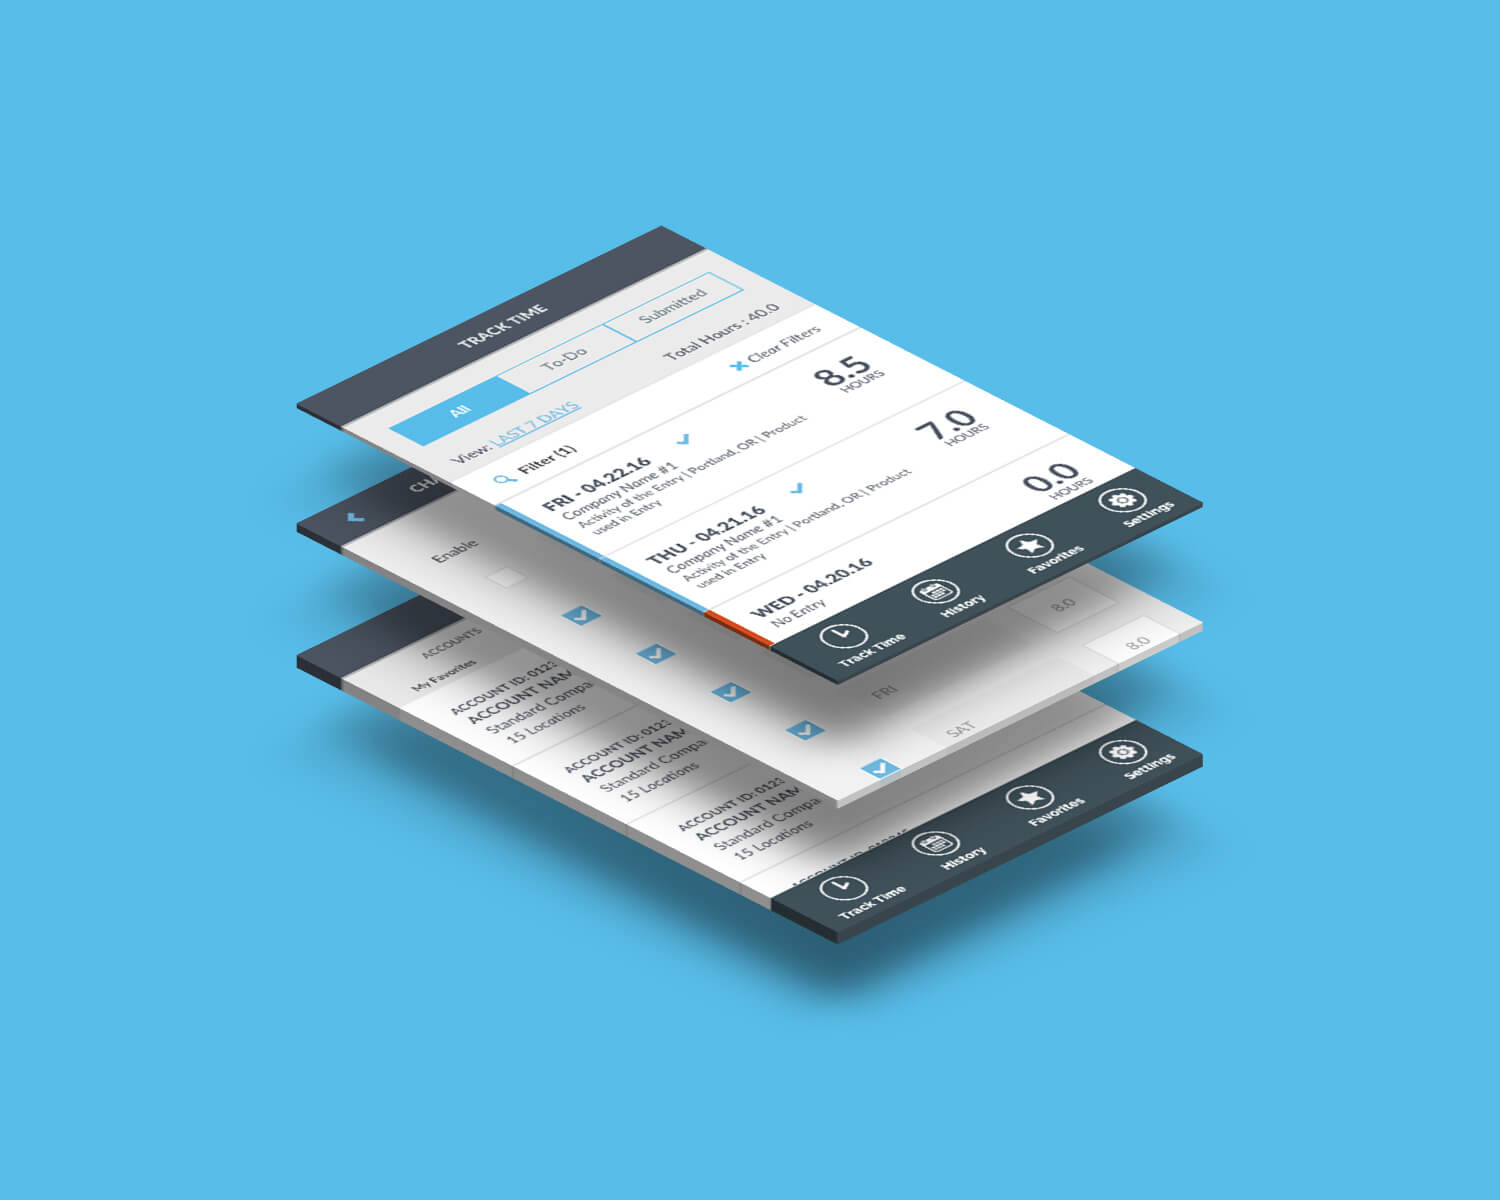 TRACK TIME
All
To-Do
Submitted
View: LAST 7 DAYS
Total Hours : 40.0
Filter (1)
Clear Filters
FRI - 04.22.16
Company Name #1
Activity of the Entry | Portland, OR | Product
used in Entry
8.5
HOURS
THU - 04.21.16
Company Name #1
Activity of the Entry | Portland, OR | Product
used in Entry
7.0
HOURS
WED - 04.20.16
No Entry
0.0
HOURS
Track Time
History
Favorites
Settings
Enable
FRI
SAT
8.0
8.0
ACCOUNTS
My Favorites
ACCOUNT ID: 0123
ACCOUNT NAM
Standard Compa
15 Locations
ACCOUNT ID: 0123
ACCOUNT NAM
Standard Compa
15 Locations
ACCOUNT ID: 0123
ACCOUNT NAM
Standard Compa
15 Locations
Track Time
History
Favorites
Settings